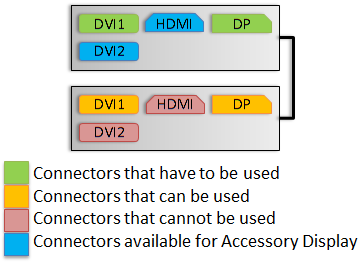 DVI1 HDMI DP
DVI2
DVI1 HDMI DP
DVI2
Connectors that have to be used
Connectors that can be used
Connectors that cannot be used
Connectors available for Accessory Display